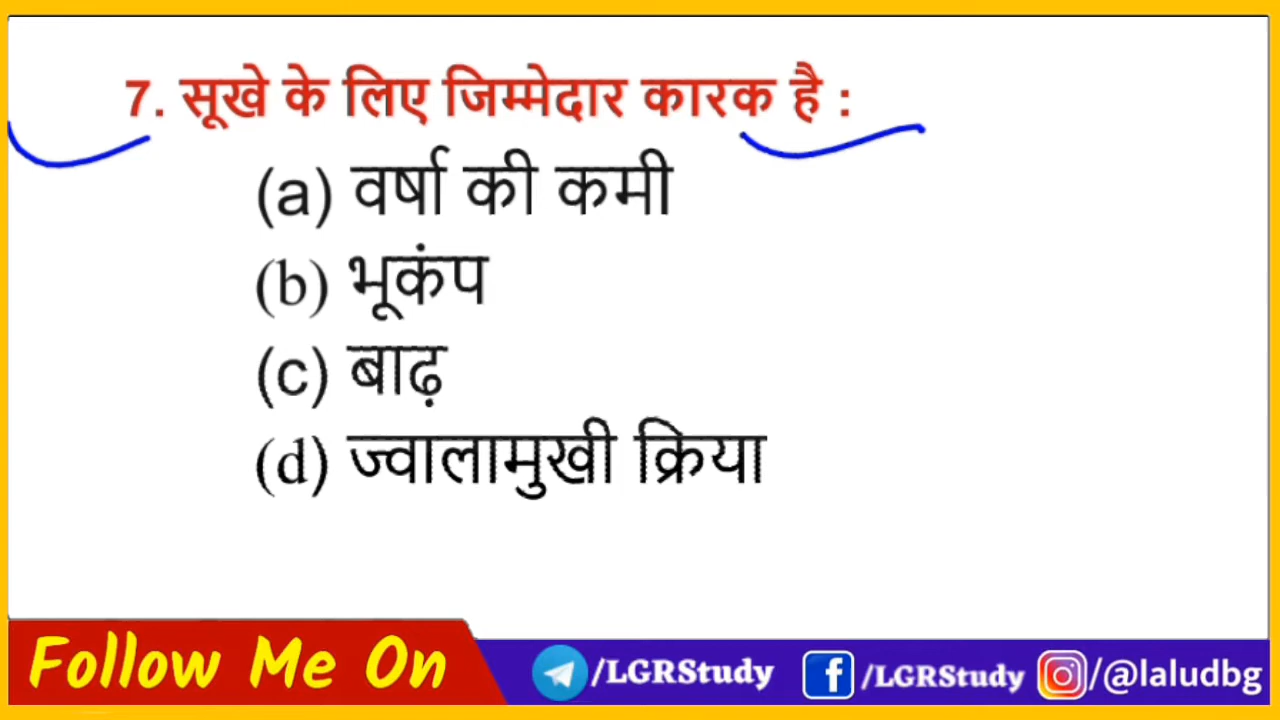 7. सूखे के लिए जिम्मेदार कारक है :
(a) वर्षा की कमी
(b) भूकंप
(c) बाढ़
(d) ज्वालामुखी क्रिया
Follow Me On /LGRStudy /LGRStudy /@laludbg